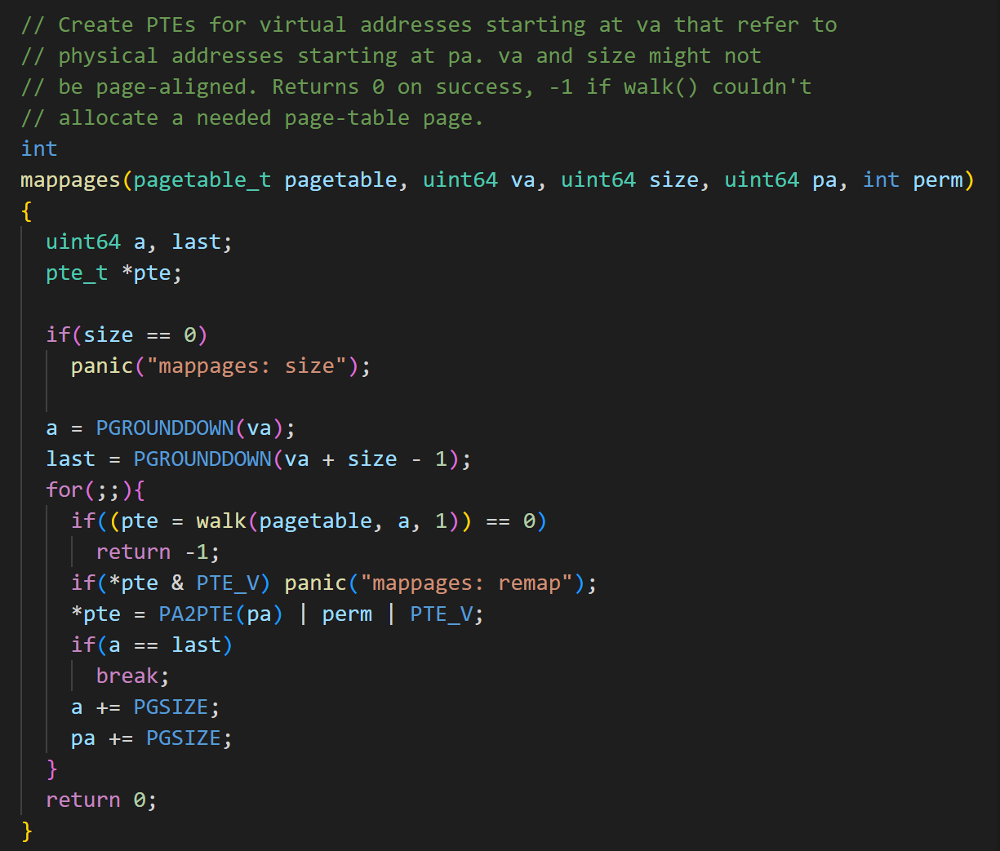 // Create PTEs for virtual addresses starting at va that refer to
// physical addresses starting at pa. va and size might not
// be page-aligned. Returns 0 on success, -1 if walk() couldn't
// allocate a needed page-table page.
int
mappages(pagetable_t pagetable, uint64 va, uint64 size, uint64 pa, int perm)
{
  uint64 a, last;
  pte_t *pte;

  if(size == 0)
    panic("mappages: size");

  a = PGROUNDDOWN(va);
  last = PGROUNDDOWN(va + size - 1);
  for(;;){
    if((pte = walk(pagetable, a, 1)) == 0)
      return -1;
    if(*pte & PTE_V) panic("mappages: remap");
    *pte = PA2PTE(pa) | perm | PTE_V;
    if(a == last)
      break;
    a += PGSIZE;
    pa += PGSIZE;
  }
  return 0;
}